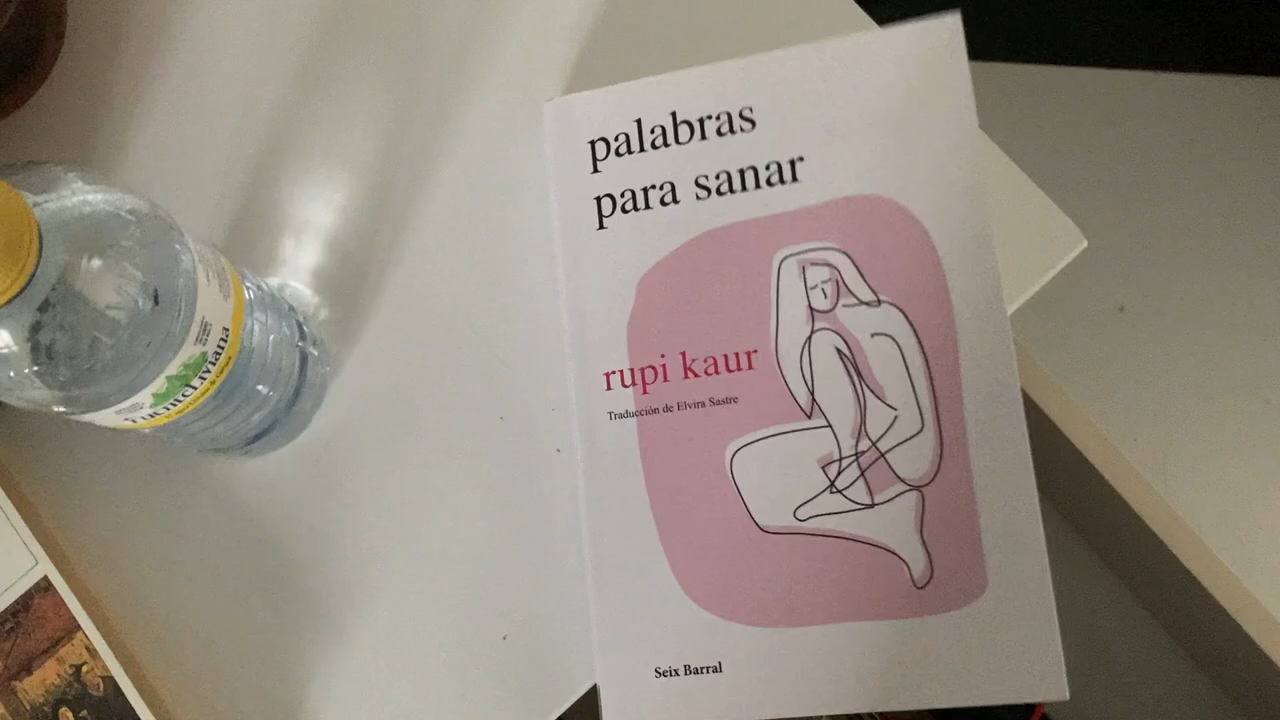 palabras
para sanar
rupi kaur
Traducción de Elvira Sastre
Seix Barral